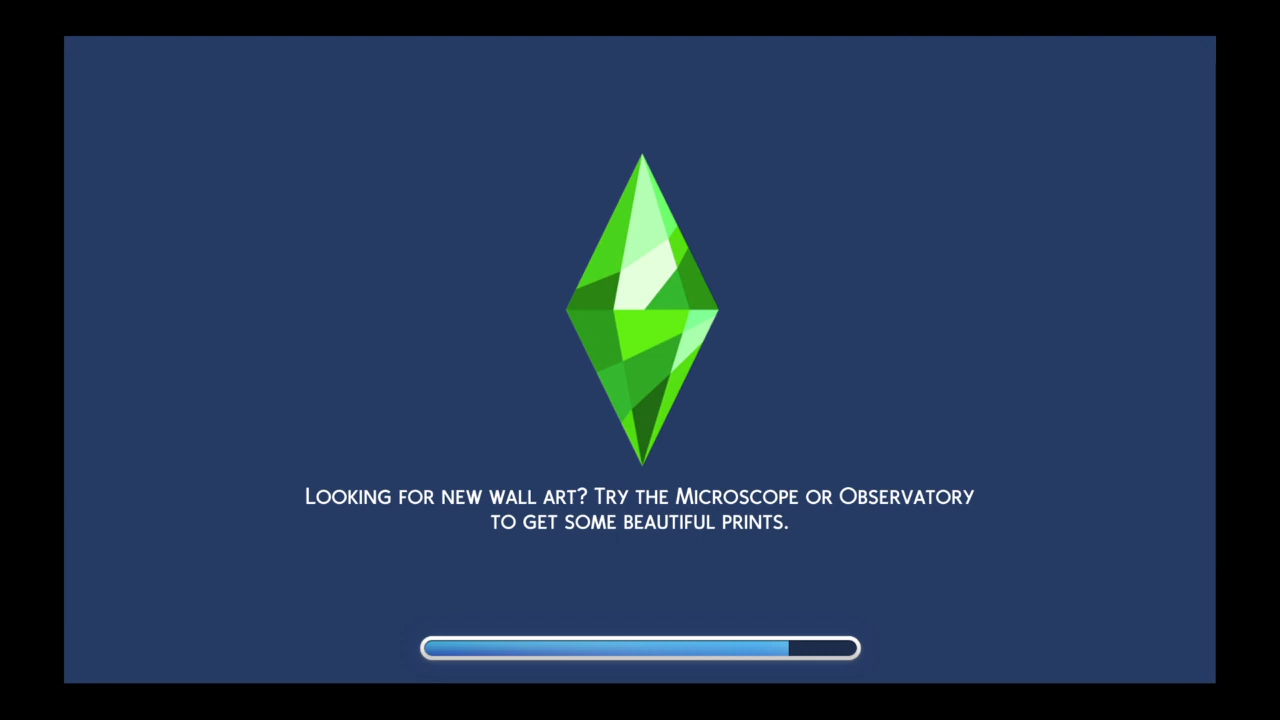 Looking for new wall art? Try the Microscope or Observatory
to get some beautiful prints.